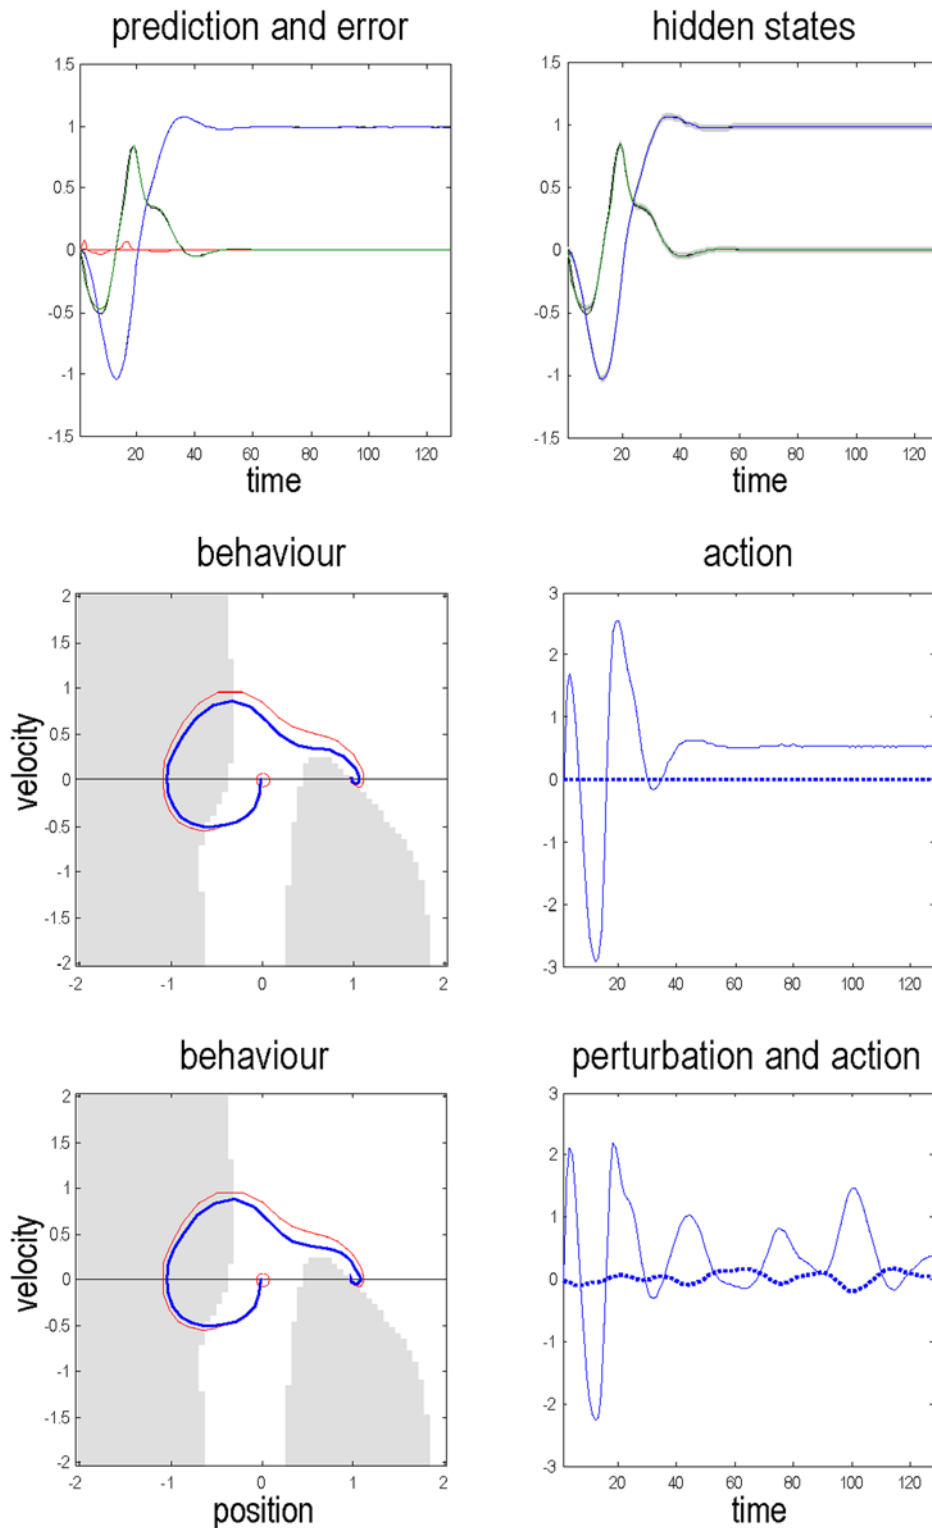 prediction and error
1.5
1
0.5
0
-0.5
-1
-1.5
20 40 60 80 100 120
time
hidden states
1.5
1
0.5
0
-0.5
-1
-1.5
20 40 60 80 100 120
time
behaviour
velocity
2
1.5
1
0.5
0
-0.5
-1
-1.5
-2
-2 -1 0 1 2
action
3
2
1
0
-1
-2
-3
20 40 60 80 100 120
behaviour
velocity
2
1.5
1
0.5
0
-0.5
-1
-1.5
-2
-2 -1 0 1 2
position
perturbation and action
3
2
1
0
-1
-2
-3
20 40 60 80 100 120
time